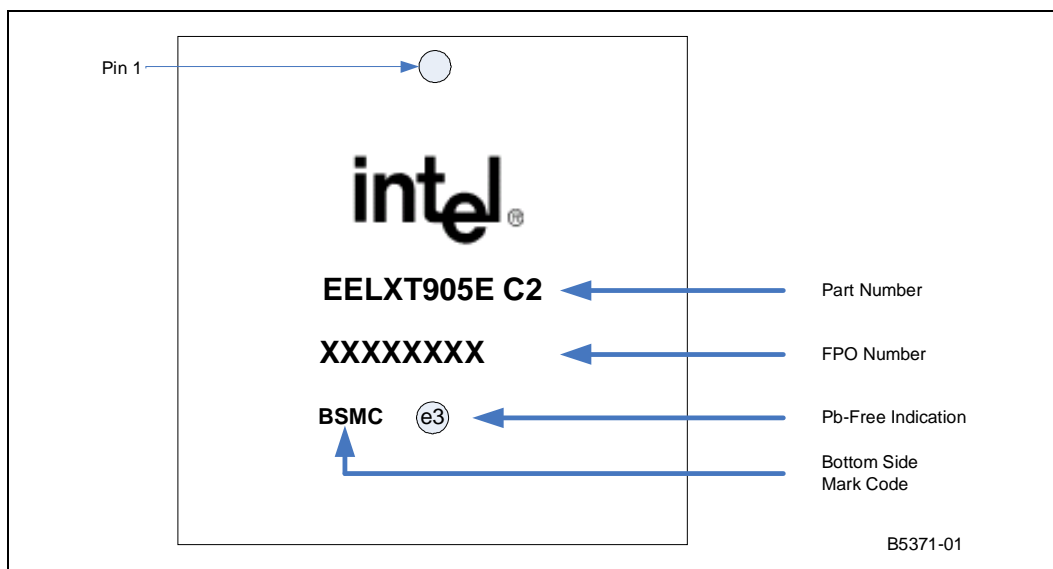 Pin 1
intel®
EELXT905E C2
Part Number
XXXXXXXX
FPO Number
BSMC
e3
Pb-Free Indication
Bottom Side
Mark Code
B5371-01